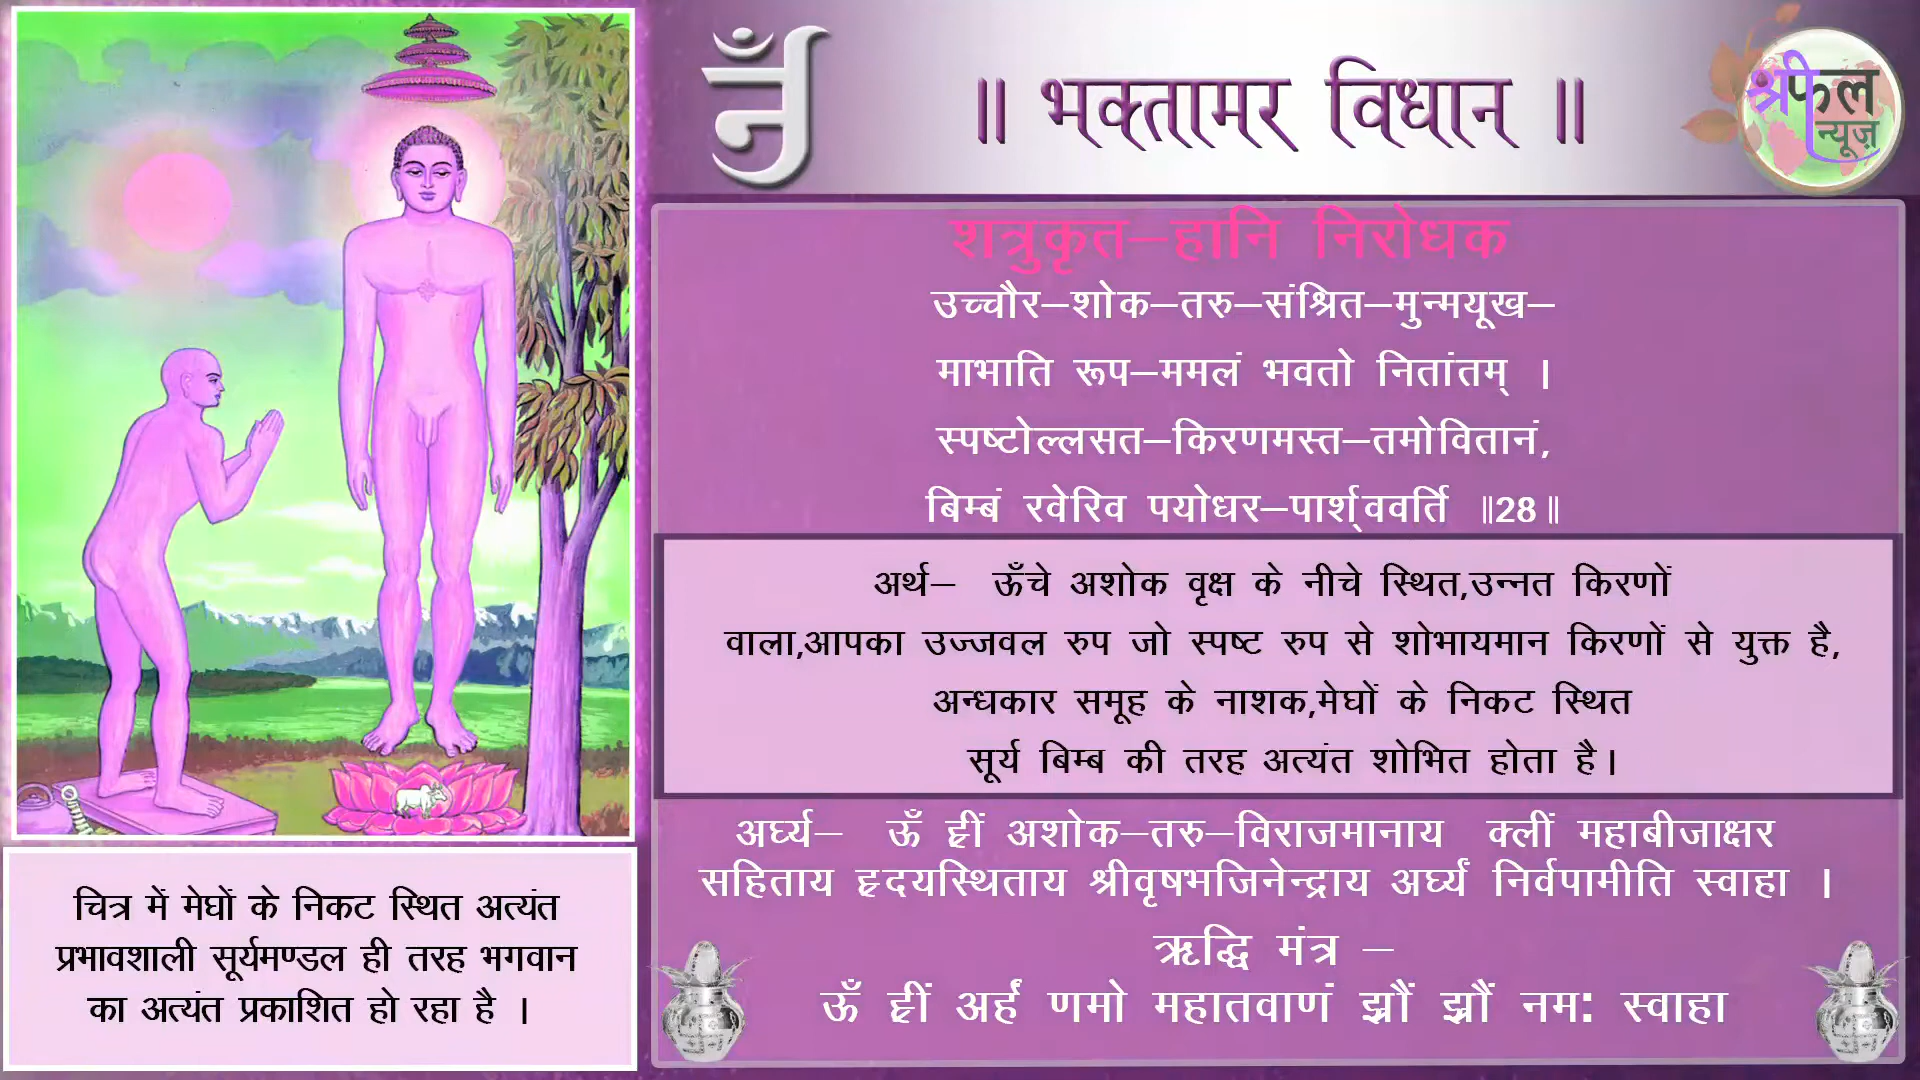 ॥ भक्तामर विधान ॥
श्रीफल
न्यूज़
शत्रुकृत–हानि निरोधक
उच्चौर–शोक–तरु–संश्रित–मुन्मयूख–
माभाति रूप–ममलं भवतो नितांतम् ।
स्पष्टोल्लसत–किरणमस्त–तमोवितानं,
बिम्बं रवेरिव पयोधर–पार्श्ववर्ति ॥28॥
अर्थ– ऊँचे अशोक वृक्ष के नीचे स्थित,उन्नत किरणों
वाला,आपका उज्जवल रुप जो स्पष्ट रुप से शोभायमान किरणों से युक्त है,
अन्धकार समूह के नाशक,मेघों के निकट स्थित
सूर्य बिम्ब की तरह अत्यंत शोभित होता है।
अर्घ्य– ऊँ ह्रीं अशोक–तरु–विराजमानाय क्लीं महाबीजाक्षर
सहिताय हृदयस्थिताय श्रीवृषभजिनेन्द्राय अर्घ्यं निर्वपामीति स्वाहा ।
ऋद्धि मंत्र –
ऊँ ह्रीं अर्हं णमो महातवाणं झ्रौं झ्रौं नम: स्वाहा
चित्र में मेघों के निकट स्थित अत्यंत
प्रभावशाली सूर्यमण्डल ही तरह भगवान
का अत्यंत प्रकाशित हो रहा है ।